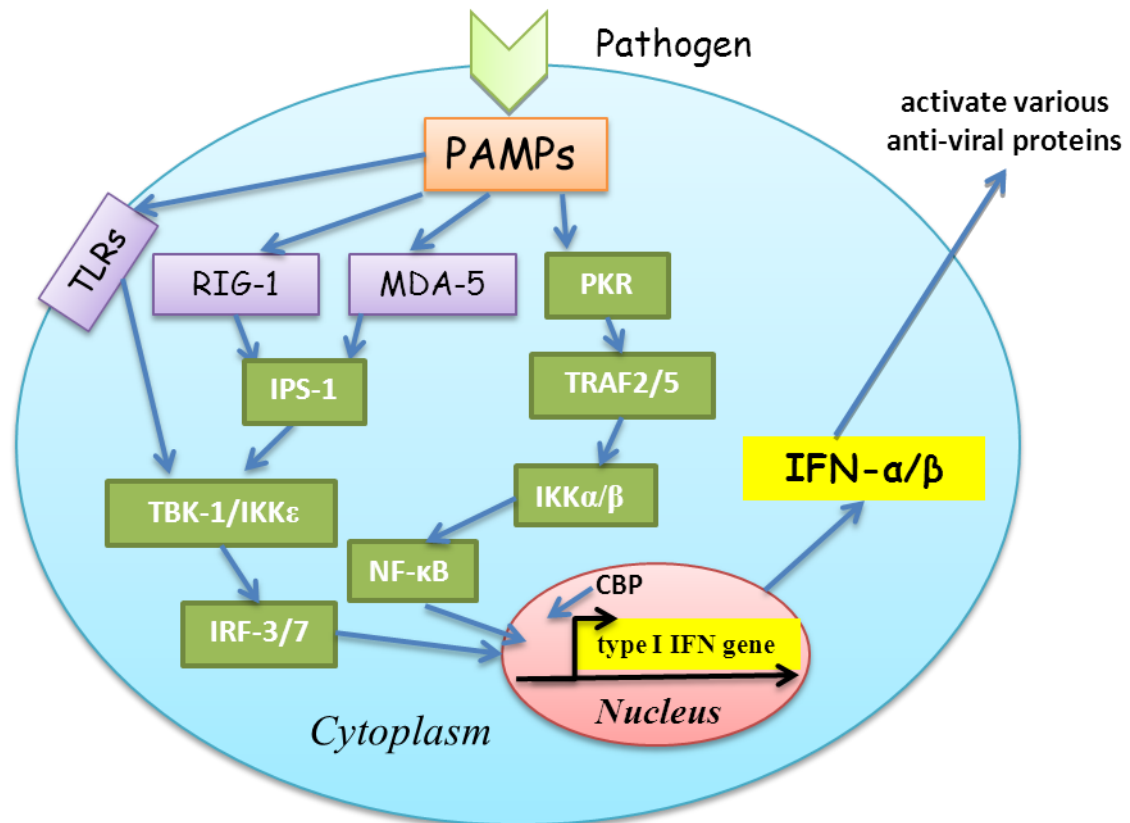 Pathogen
activate various
anti-viral proteins
PAMPs
TLRs
RIG-1
MDA-5
PKR
IPS-1
TRAF2/5
IFN-α/β
TBK-1/IKKε
IKKα/β
NF-κB
CBP
IRF-3/7
type I IFN gene
Nucleus
Cytoplasm